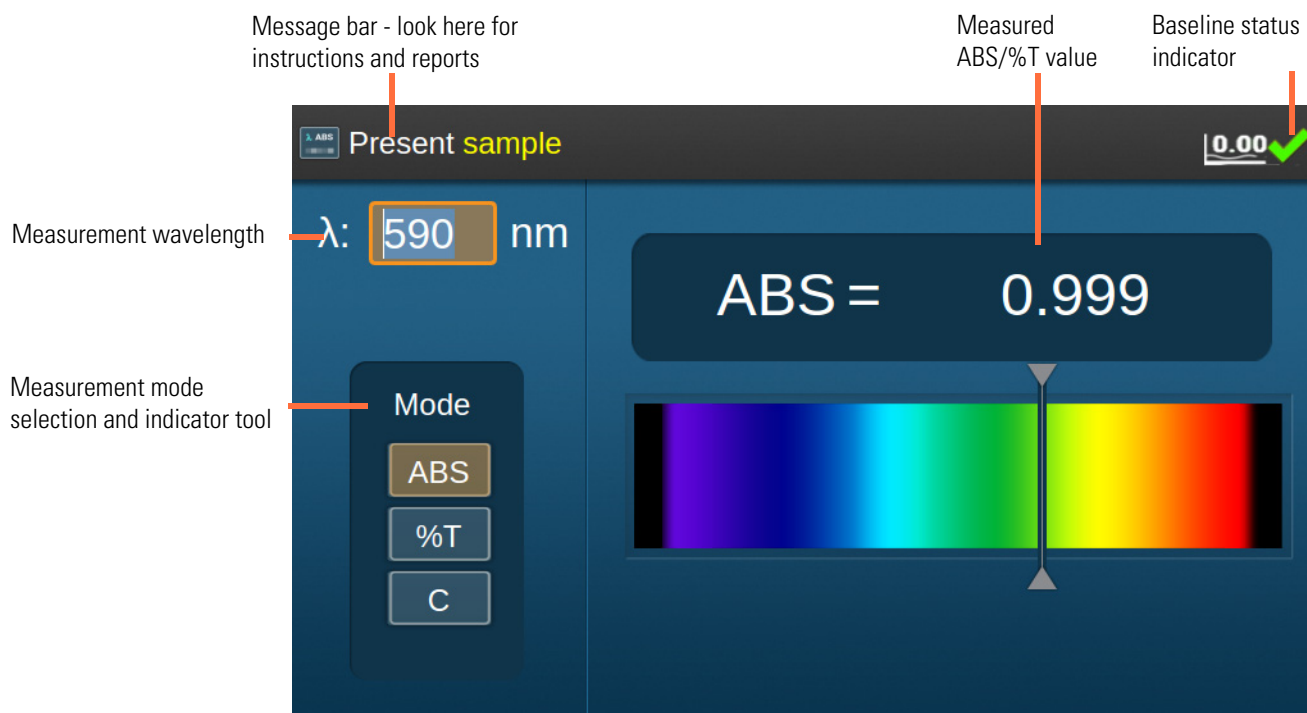 Message bar - look here for
instructions and reports
Measured
ABS/%T value
Baseline status
indicator
λ ABS
Present sample
0.00
Measurement wavelength
λ: 590 nm
ABS = 0.999
Measurement mode
selection and indicator tool
Mode
ABS
%T
C